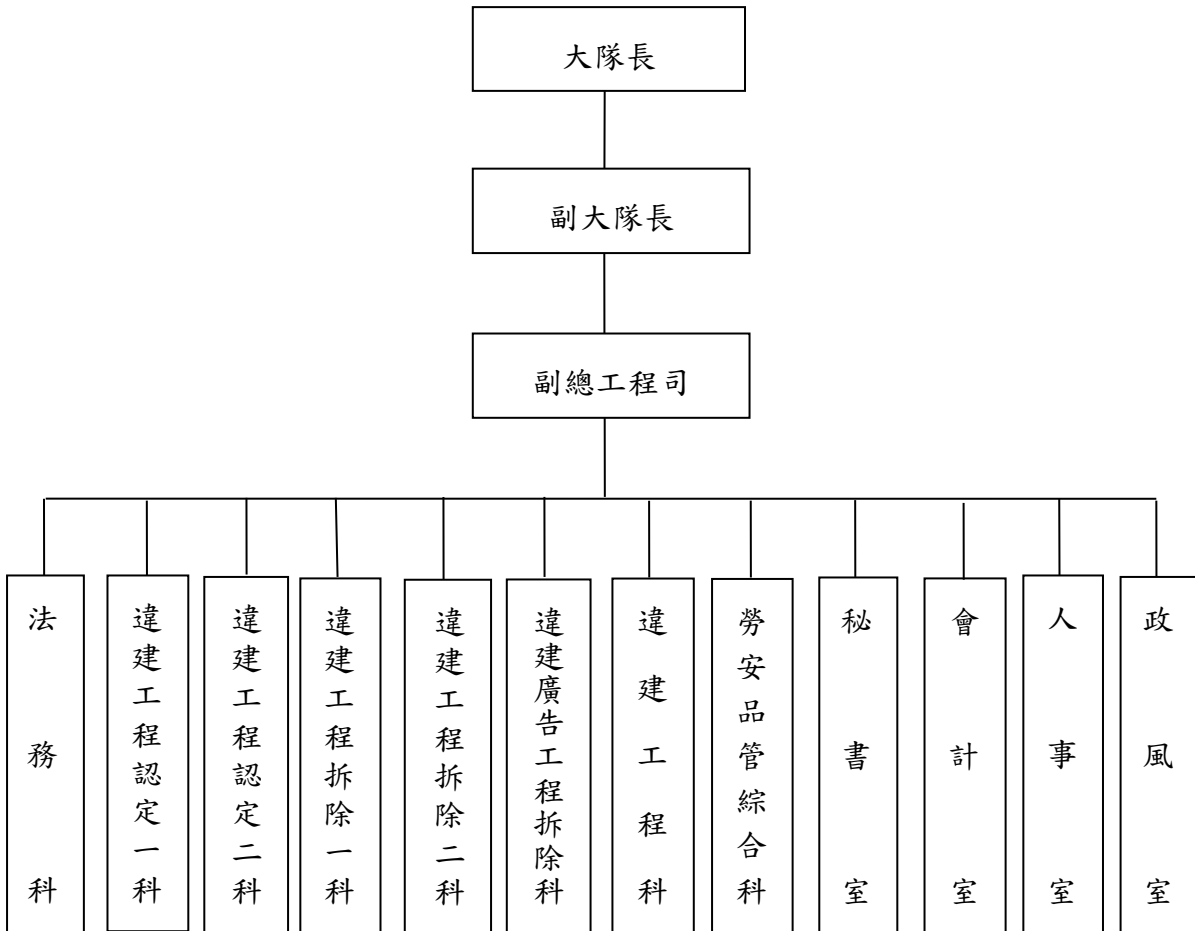 大隊長
副大隊長
副總工程司
法務科
違建工程認定一科
違建工程認定二科
違建工程拆除一科
違建工程拆除二科
違建廣告工程拆除科
違建工程科
勞安品管綜合科
秘書室
會計室
人事室
政風室